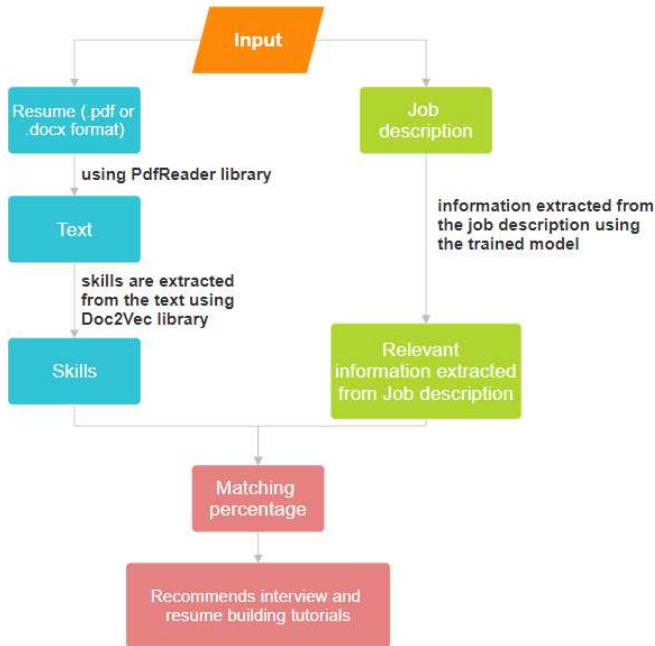 Input
Resume (.pdf or
.docx format)
Job
description
using PdfReader library
information extracted from
the job description using
the trained model
Text
skills are extracted
from the text using
Doc2Vec library
Skills
Relevant
information extracted
from Job description
Matching
percentage
Recommends interview and
resume building tutorials